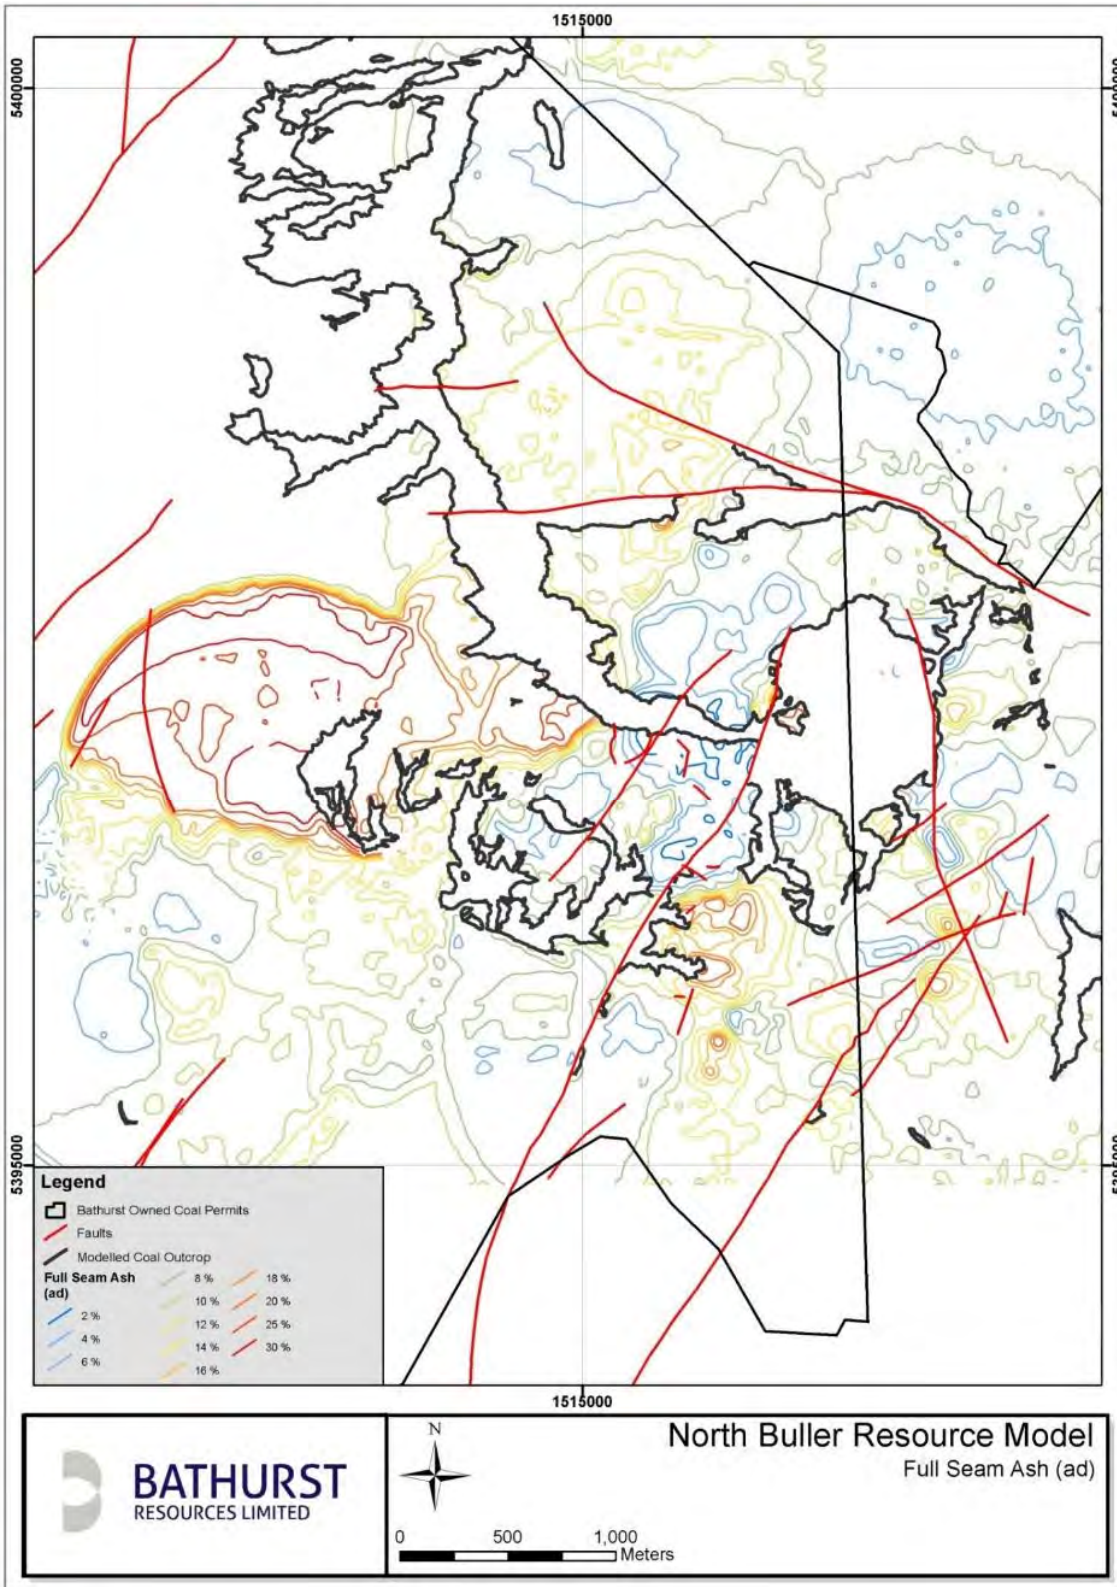 1515000
5400000
5400000
5395000
5395000
Legend
Bathurst Owned Coal Permits
Faults
Modelled Coal Outcrop
Full Seam Ash
(ad)
2 %
4 %
6 %
8 %
10 %
12 %
14 %
16 %
18 %
20 %
25 %
30 %
1515000
BATHURST
RESOURCES LIMITED
N
0 500 1,000
Meters
North Buller Resource Model
Full Seam Ash (ad)